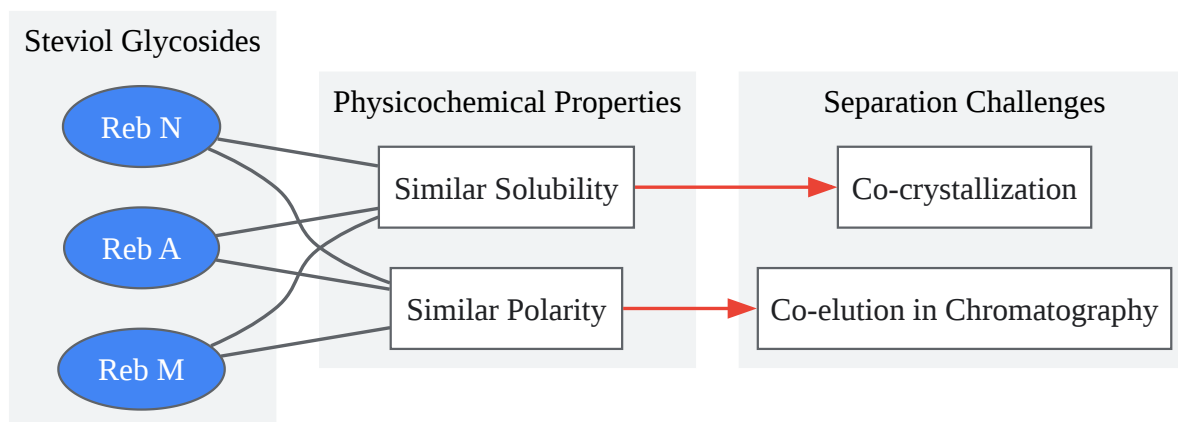 Steviol Glycosides
Reb N
Reb A
Reb M
Physicochemical Properties
Similar Solubility
Similar Polarity
Separation Challenges
Co-crystallization
Co-elution in Chromatography